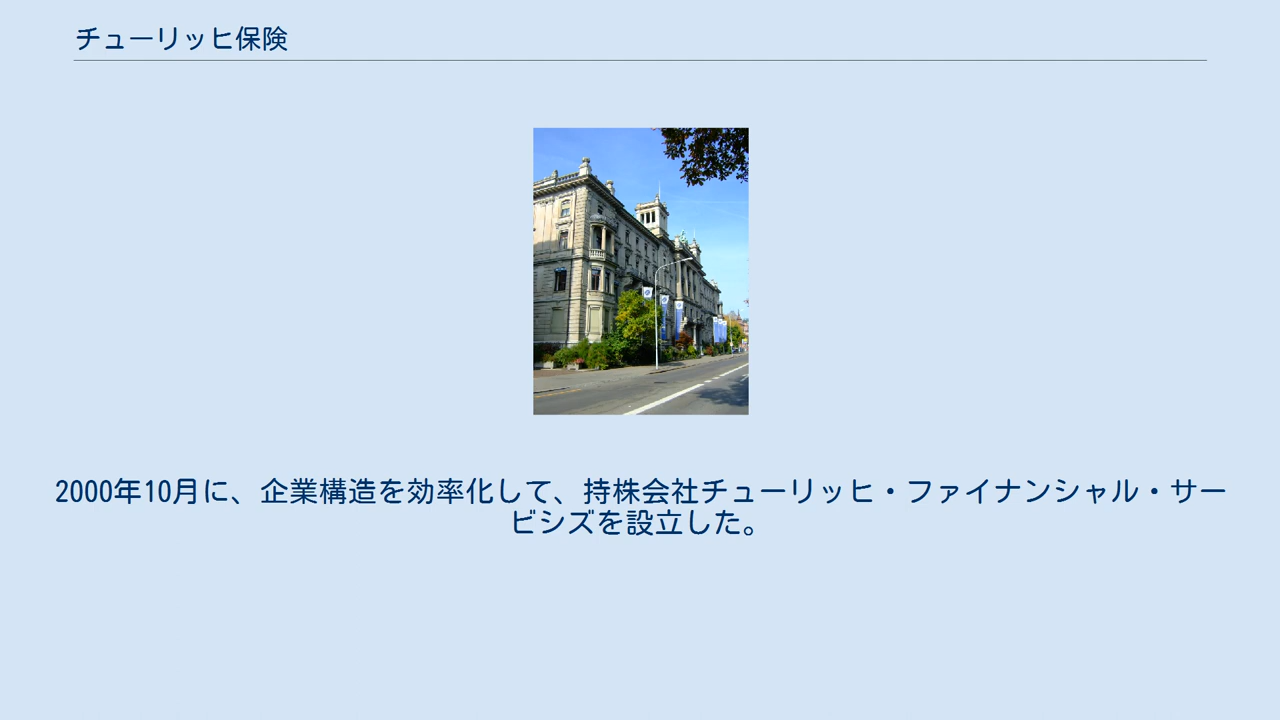 チューリッヒ保険
2000年10月に、企業構造を効率化して、持株会社チューリッヒ・ファイナンシャル・サー
ビシズを設立した。